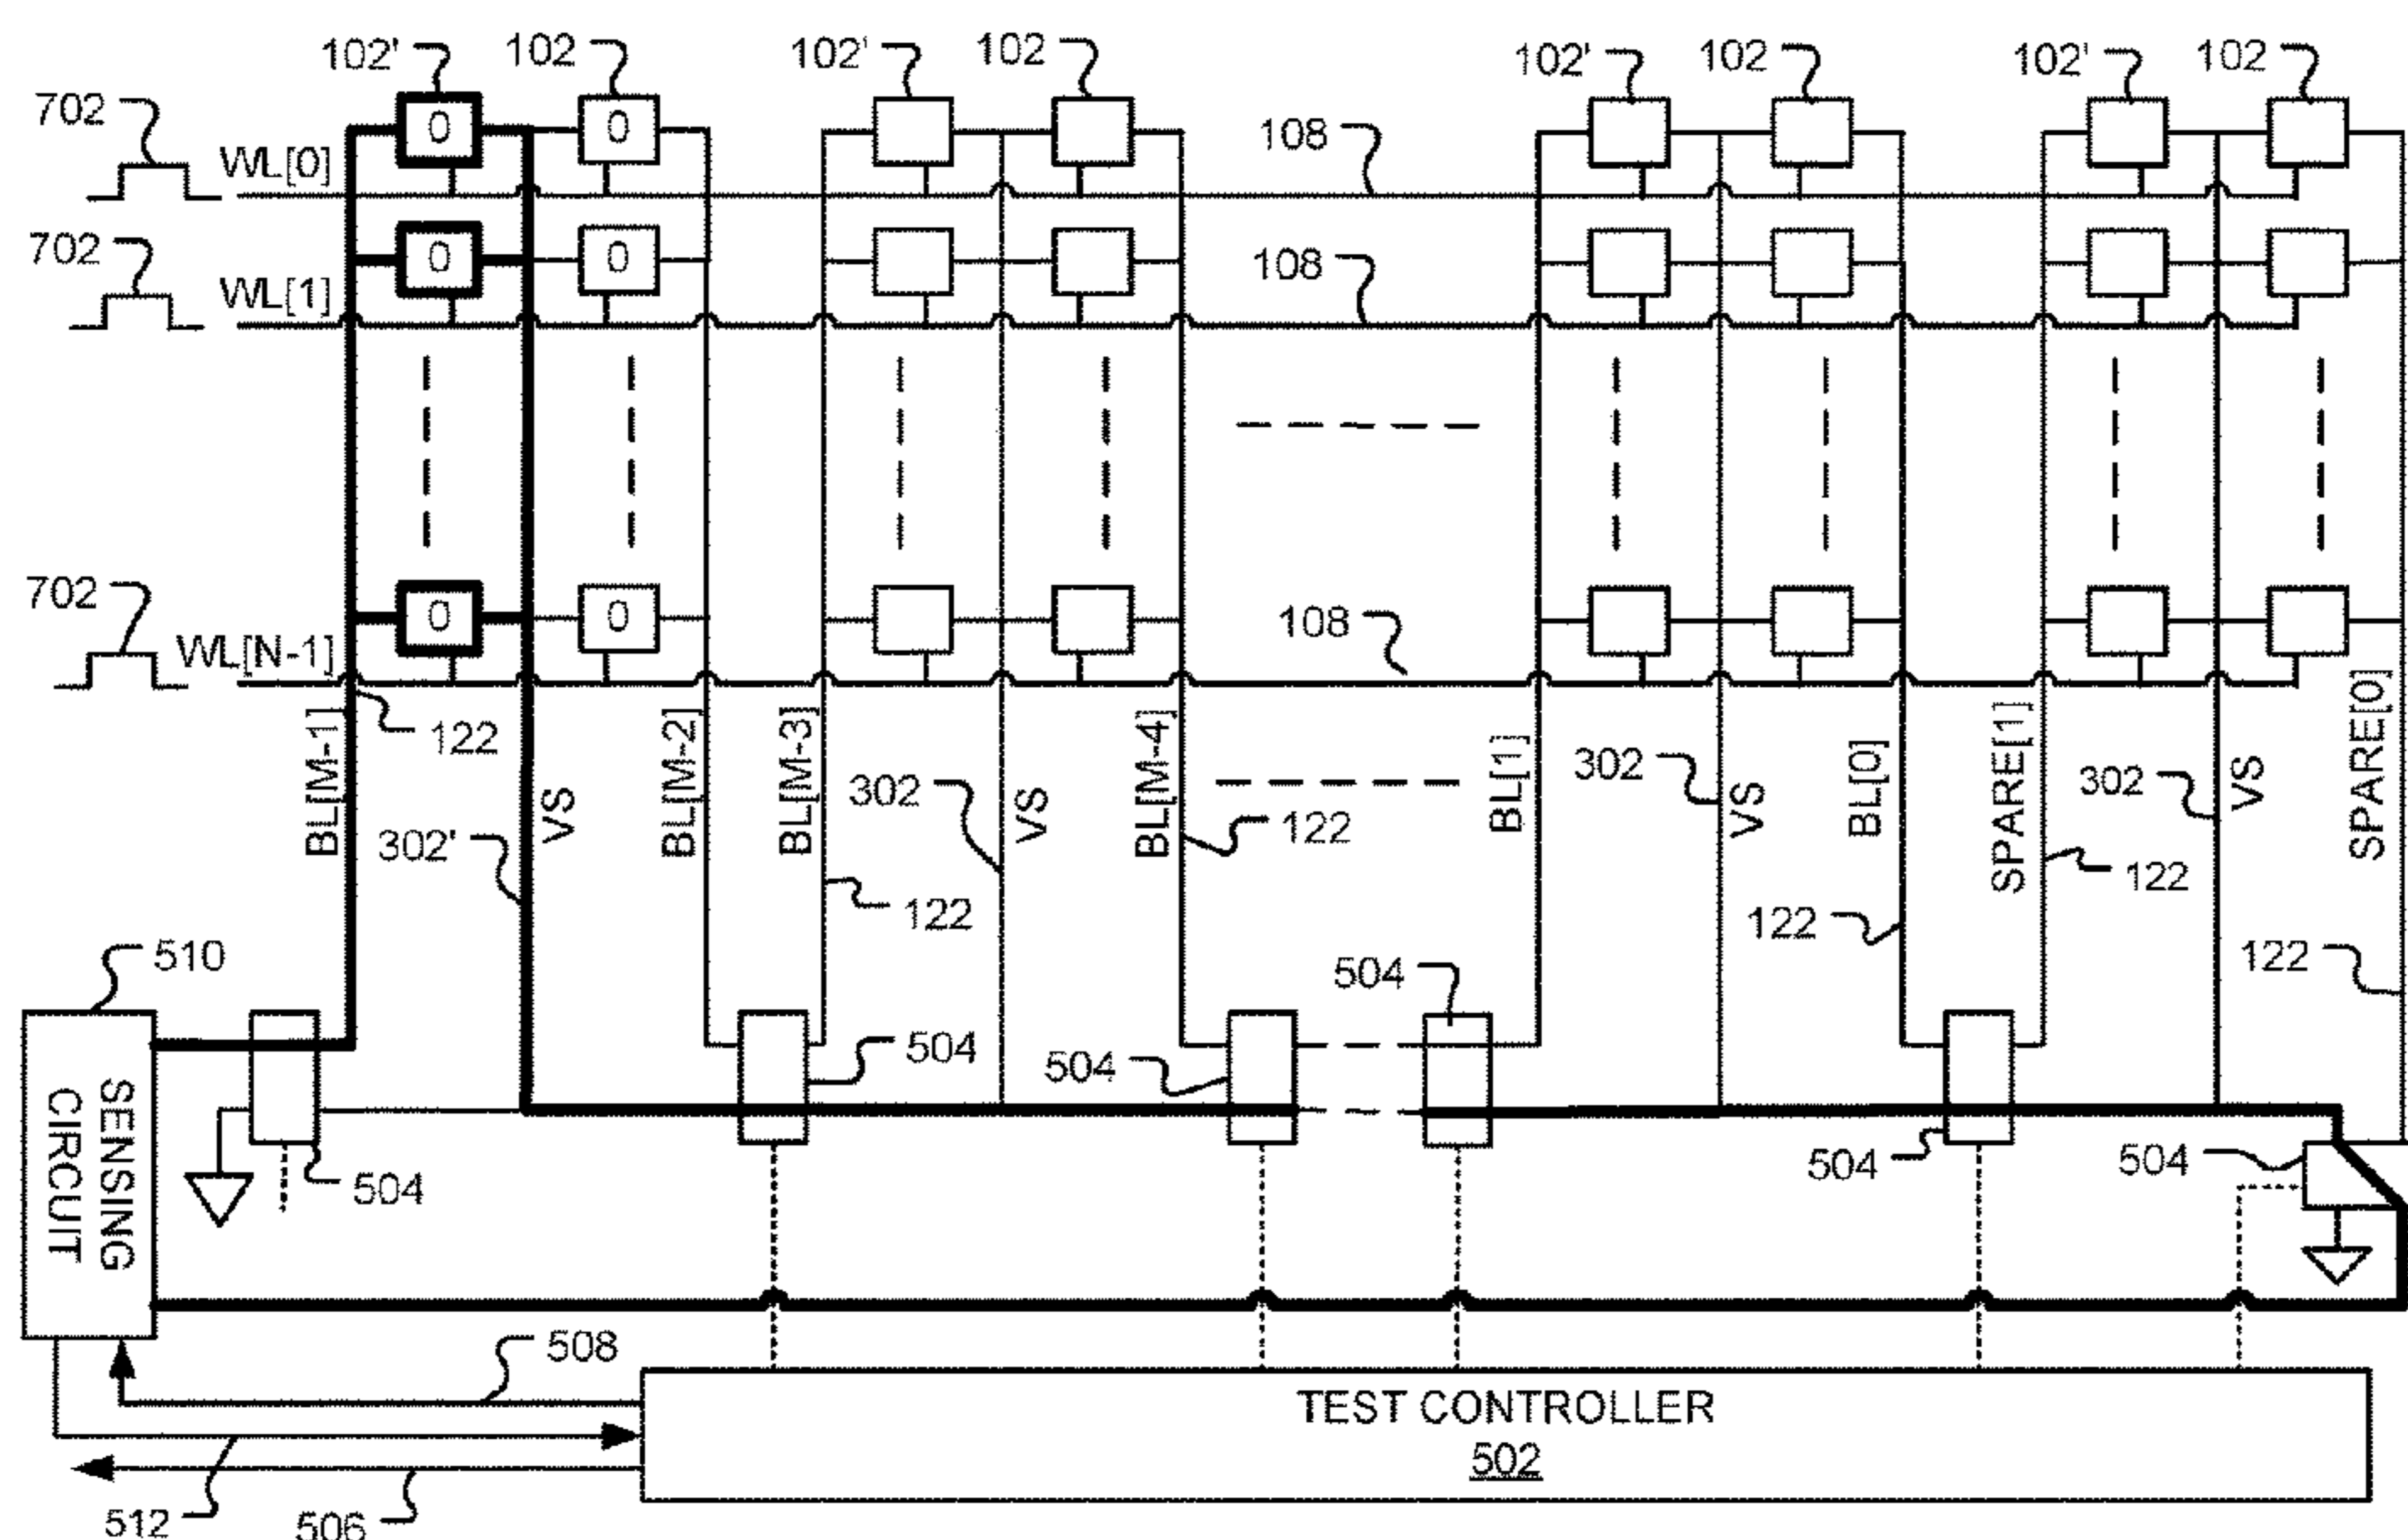 102' 102 102' 102 102' 102 102' 102
702 WL[0] 0 0 108
702 WL[1] 0 0 108
702 WL[N-1] 0 0 108
BL[M-1] 122 302' VS BL[M-2] BL[M-3] 122 302 VS BL[M-4] 122 BL[1] 302 VS BL[0] 122 SPARE[1] 122 302 VS SPARE[0] 122
510 504
SENSING
CIRCUIT
504 504 504 504 504
508
TEST CONTROLLER
502
512 506